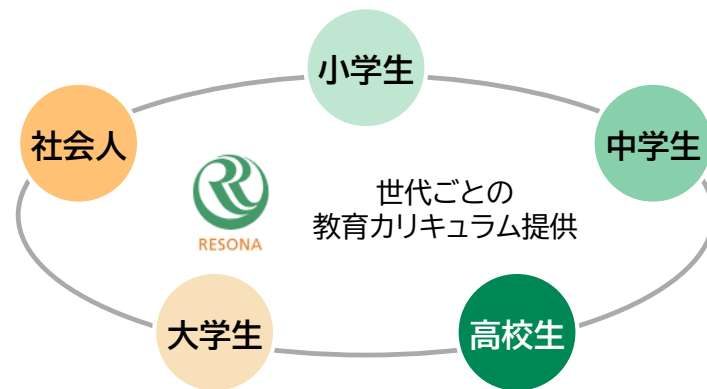 小学生
社会人
中学生
RESONA
世代ごとの
教育カリキュラム提供
大学生
高校生